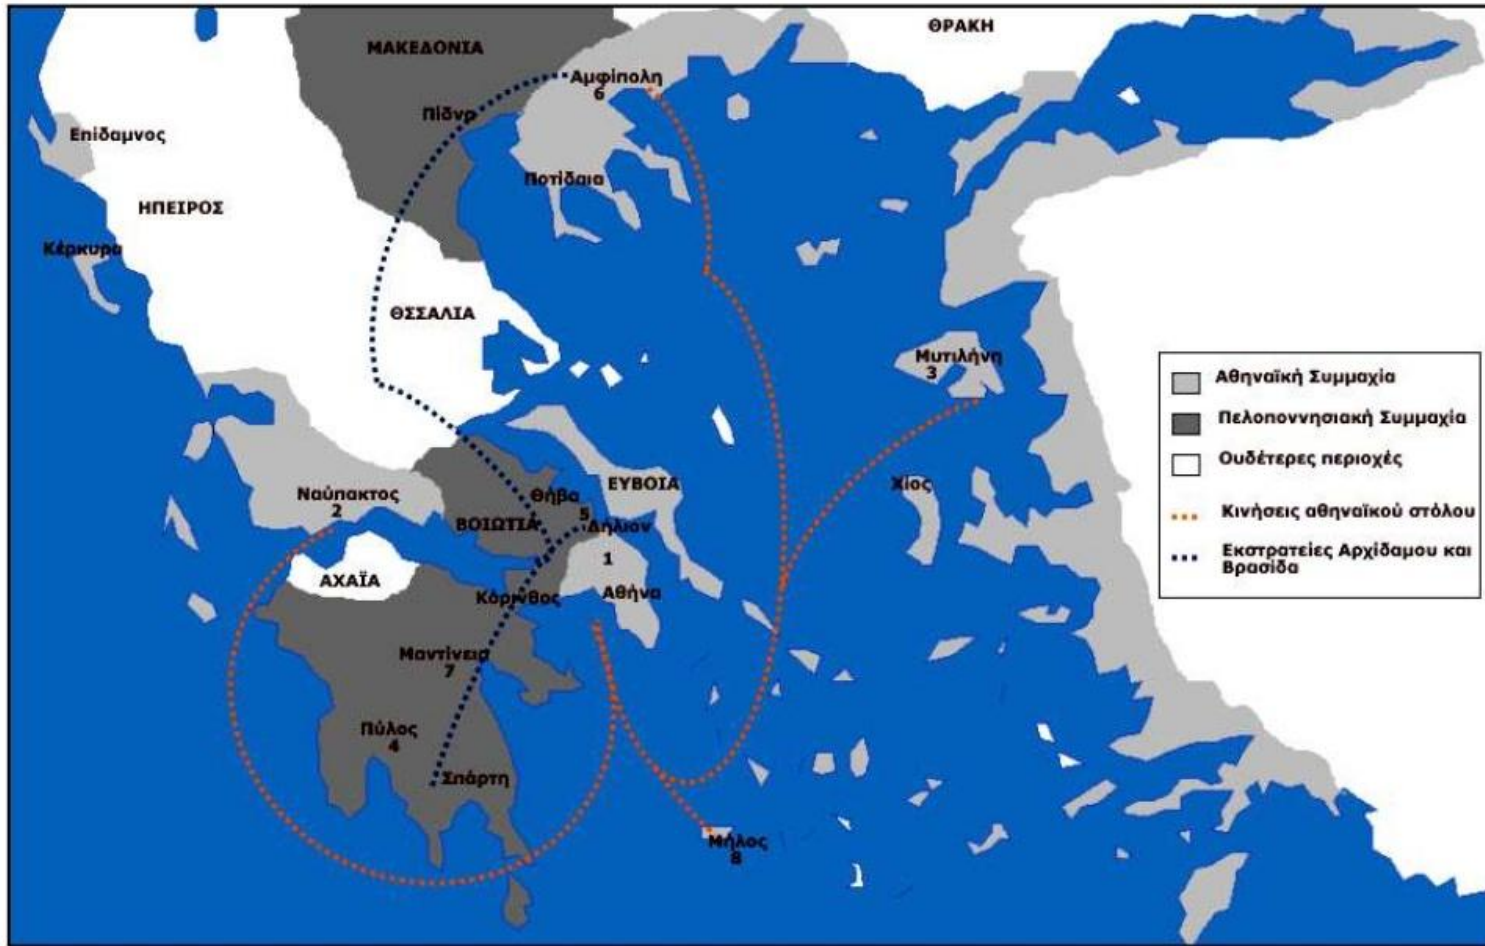 ΘΡΑΚΗ
ΜΑΚΕΔΟΝΙΑ
Αμφίπολη
6
Πίδνρ
Επίδαμνος
Ποτίδαια
ΗΠΕΙΡΟΣ
Κέρκυρα
ΘΣΣΑΛΙΑ
Μυτιλήνη
3
Αθηναϊκή Συμμαχία
Πελοποννησιακή Συμμαχία
Ουδέτερες περιοχές
Κινήσεις αθηναϊκού στόλου
Εκστρατείες Αρχίδαμου και
Βρασίδα
Ναύπακτος
2
Θήβα
5
ΕΥΒΟΙΑ
Χίος
ΒΟΙΩΤΙΑ
Δήλιον
1
ΑΧΑΪΑ
Κόρινθος
Αθήνα
Μαντίνεια
7
Πύλος
4
Σπάρτη
Μήλος
8